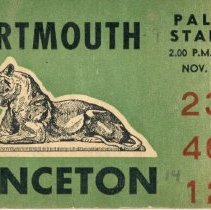 RTMOUTH
PAL
STA
2.00 P.M.
NOV.
23
46
12
NCETON
14